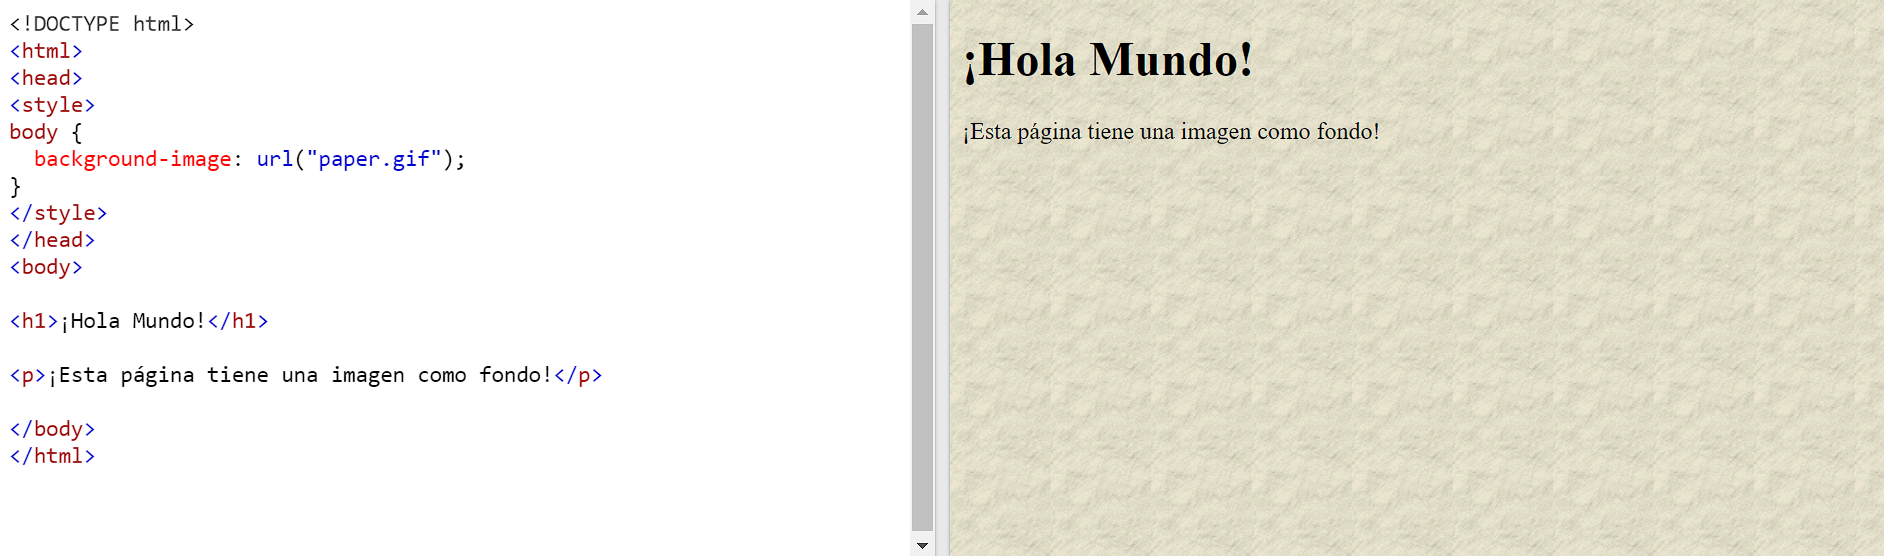 <!DOCTYPE html>
<html>
<head>
<style>
body {
  background-image: url("paper.gif");
}
</style>
</head>
<body>
<h1>¡Hola Mundo!</h1>
<p>¡Esta página tiene una imagen como fondo!</p>
</body>
</html>
¡Hola Mundo!
¡Esta página tiene una imagen como fondo!